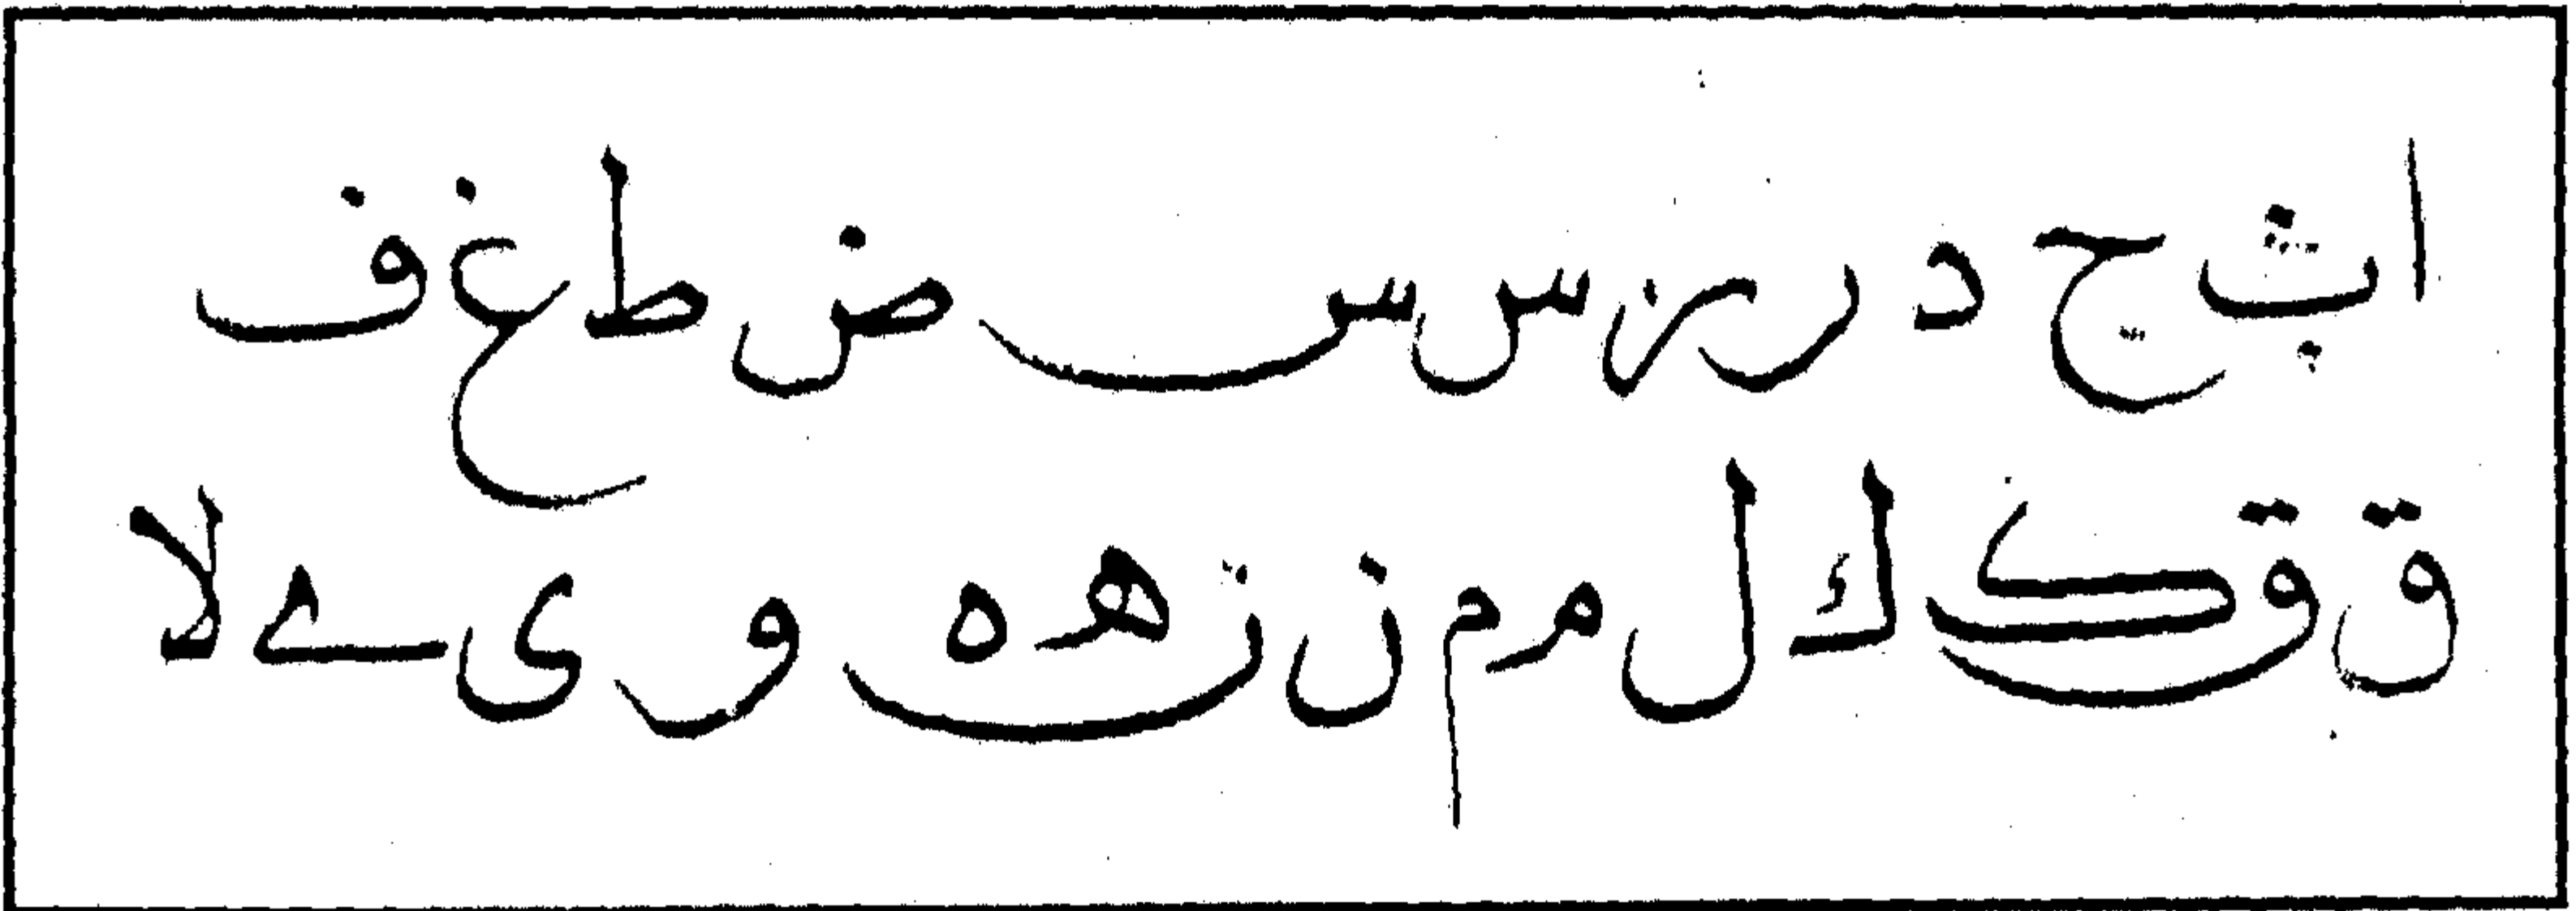 ا ث ج د ر ز س س ض ط غ ف
ق ق ك ك ل م م ن ن ه ه و ى ے لا